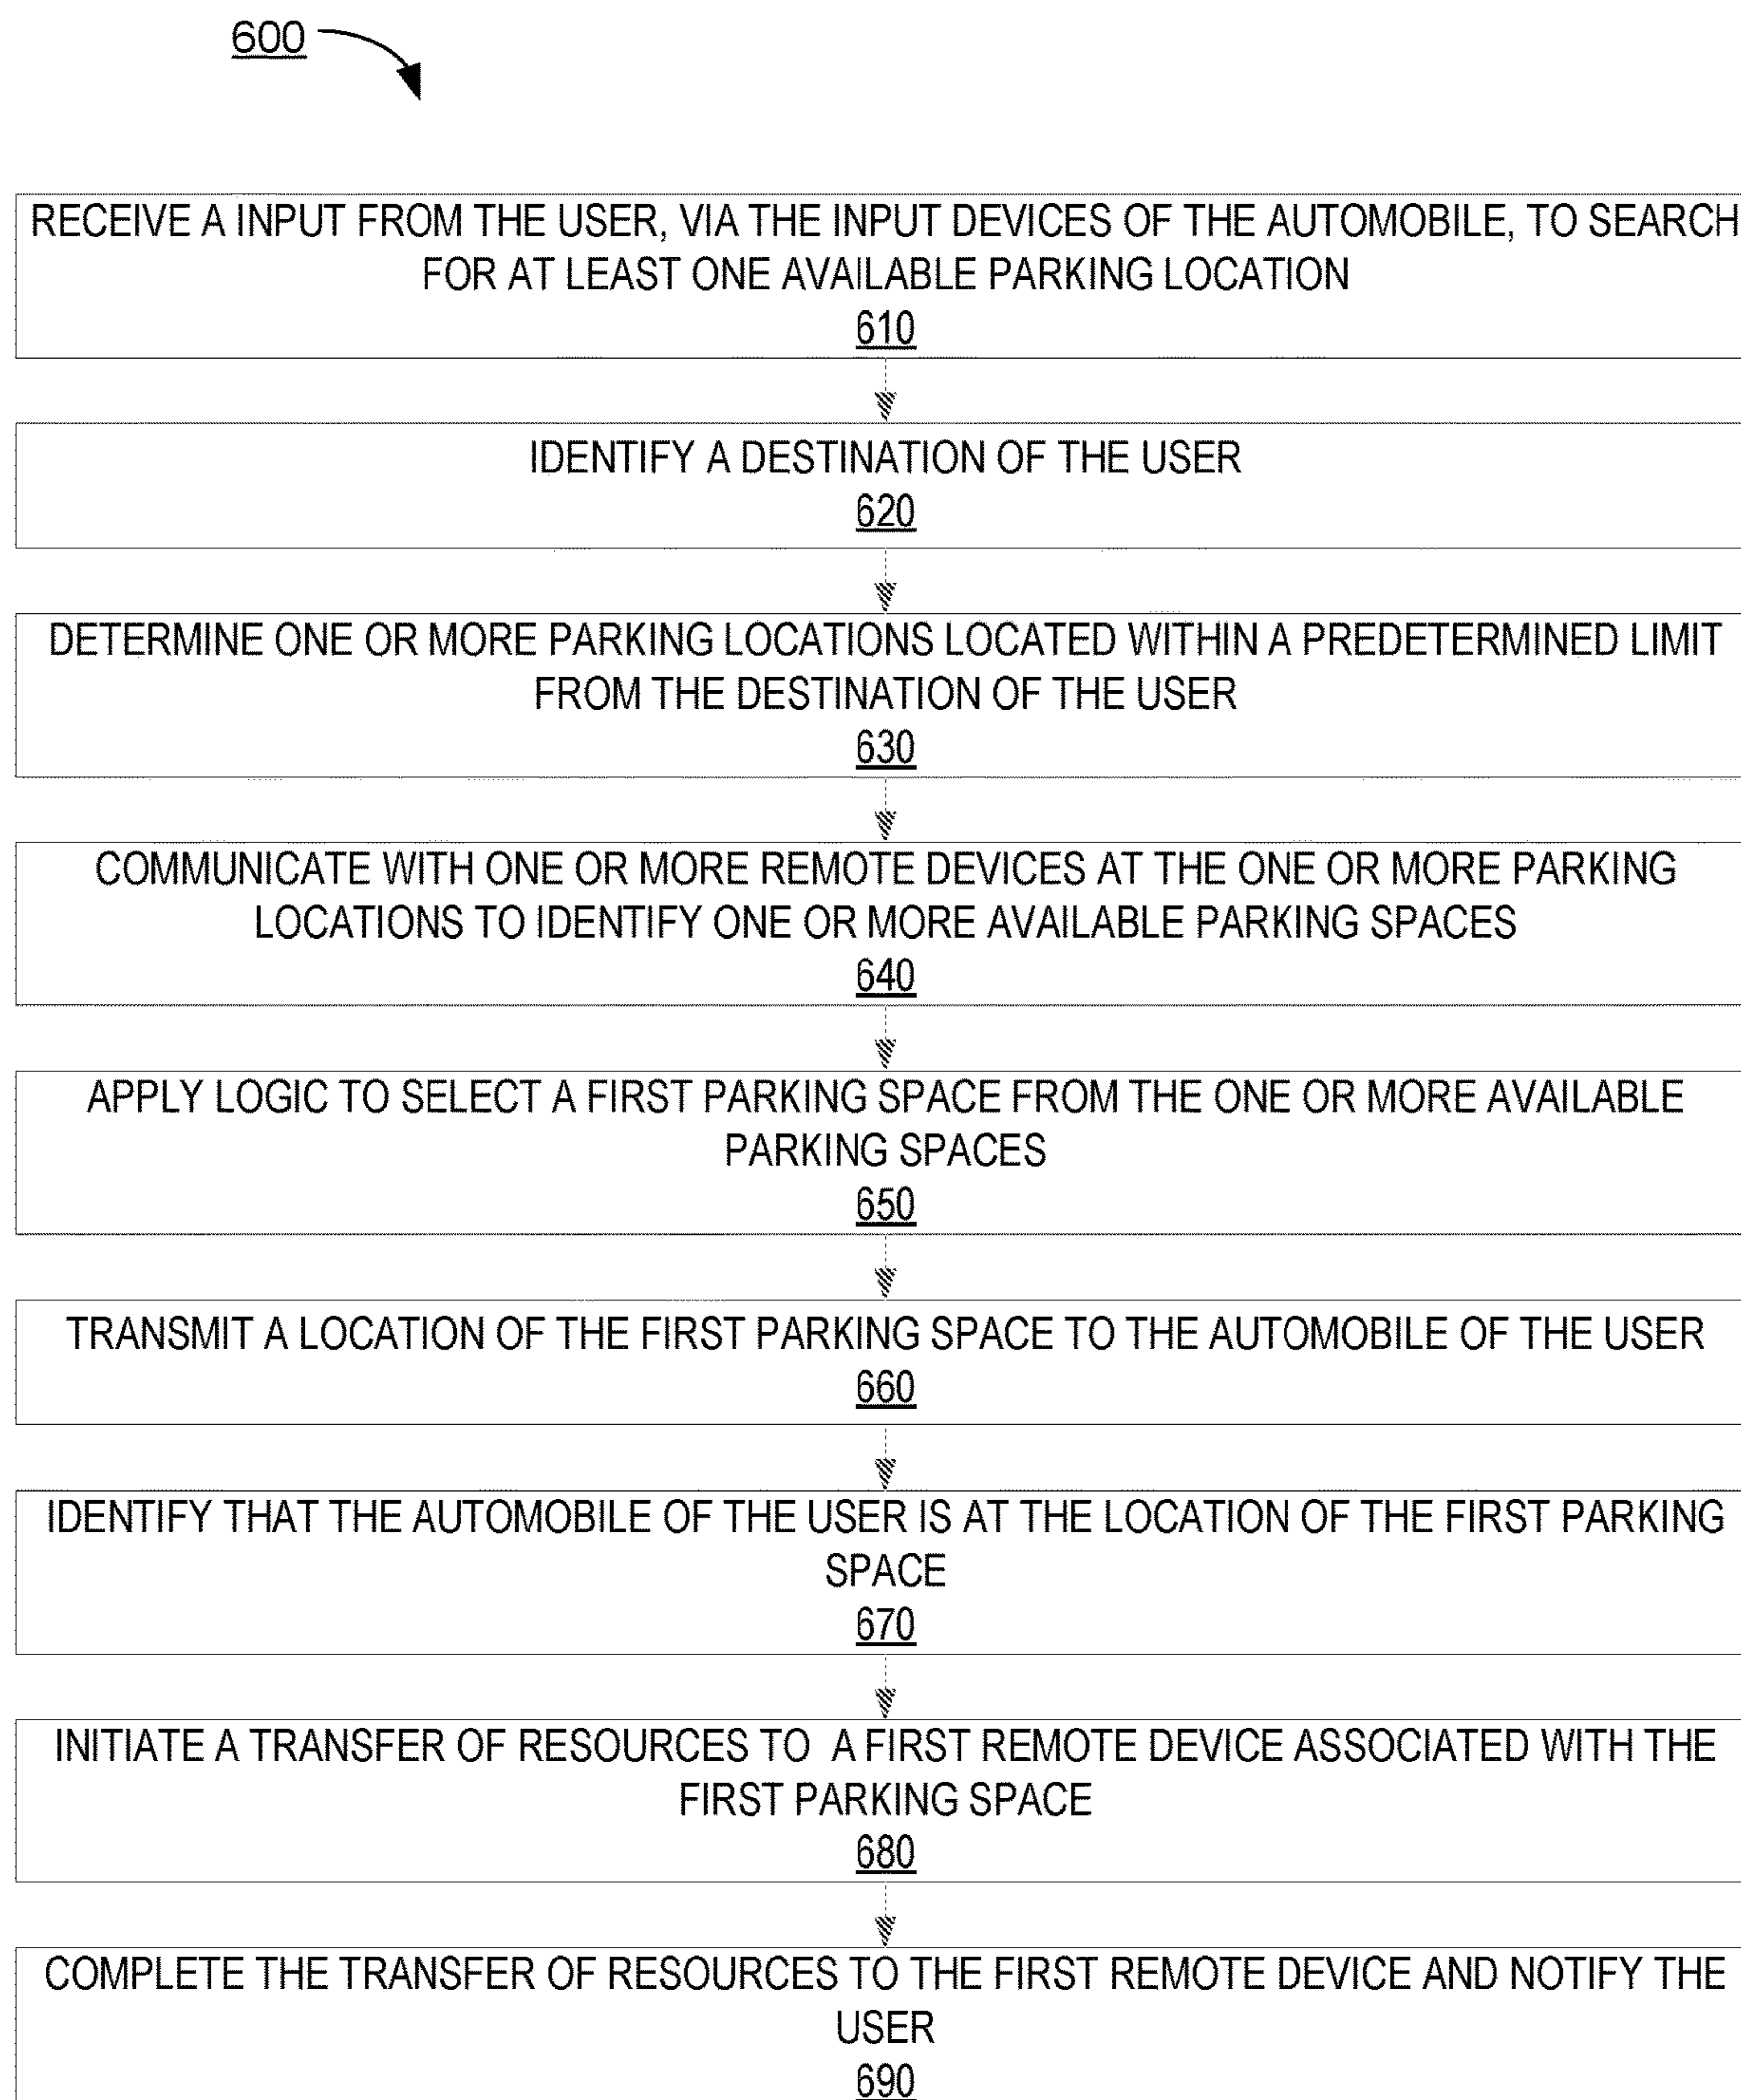 600
RECEIVE A INPUT FROM THE USER, VIA THE INPUT DEVICES OF THE AUTOMOBILE, TO SEARCH
FOR AT LEAST ONE AVAILABLE PARKING LOCATION
610
IDENTIFY A DESTINATION OF THE USER
620
DETERMINE ONE OR MORE PARKING LOCATIONS LOCATED WITHIN A PREDETERMINED LIMIT
FROM THE DESTINATION OF THE USER
630
COMMUNICATE WITH ONE OR MORE REMOTE DEVICES AT THE ONE OR MORE PARKING
LOCATIONS TO IDENTIFY ONE OR MORE AVAILABLE PARKING SPACES
640
APPLY LOGIC TO SELECT A FIRST PARKING SPACE FROM THE ONE OR MORE AVAILABLE
PARKING SPACES
650
TRANSMIT A LOCATION OF THE FIRST PARKING SPACE TO THE AUTOMOBILE OF THE USER
660
IDENTIFY THAT THE AUTOMOBILE OF THE USER IS AT THE LOCATION OF THE FIRST PARKING
SPACE
670
INITIATE A TRANSFER OF RESOURCES TO A FIRST REMOTE DEVICE ASSOCIATED WITH THE
FIRST PARKING SPACE
680
COMPLETE THE TRANSFER OF RESOURCES TO THE FIRST REMOTE DEVICE AND NOTIFY THE
USER
690